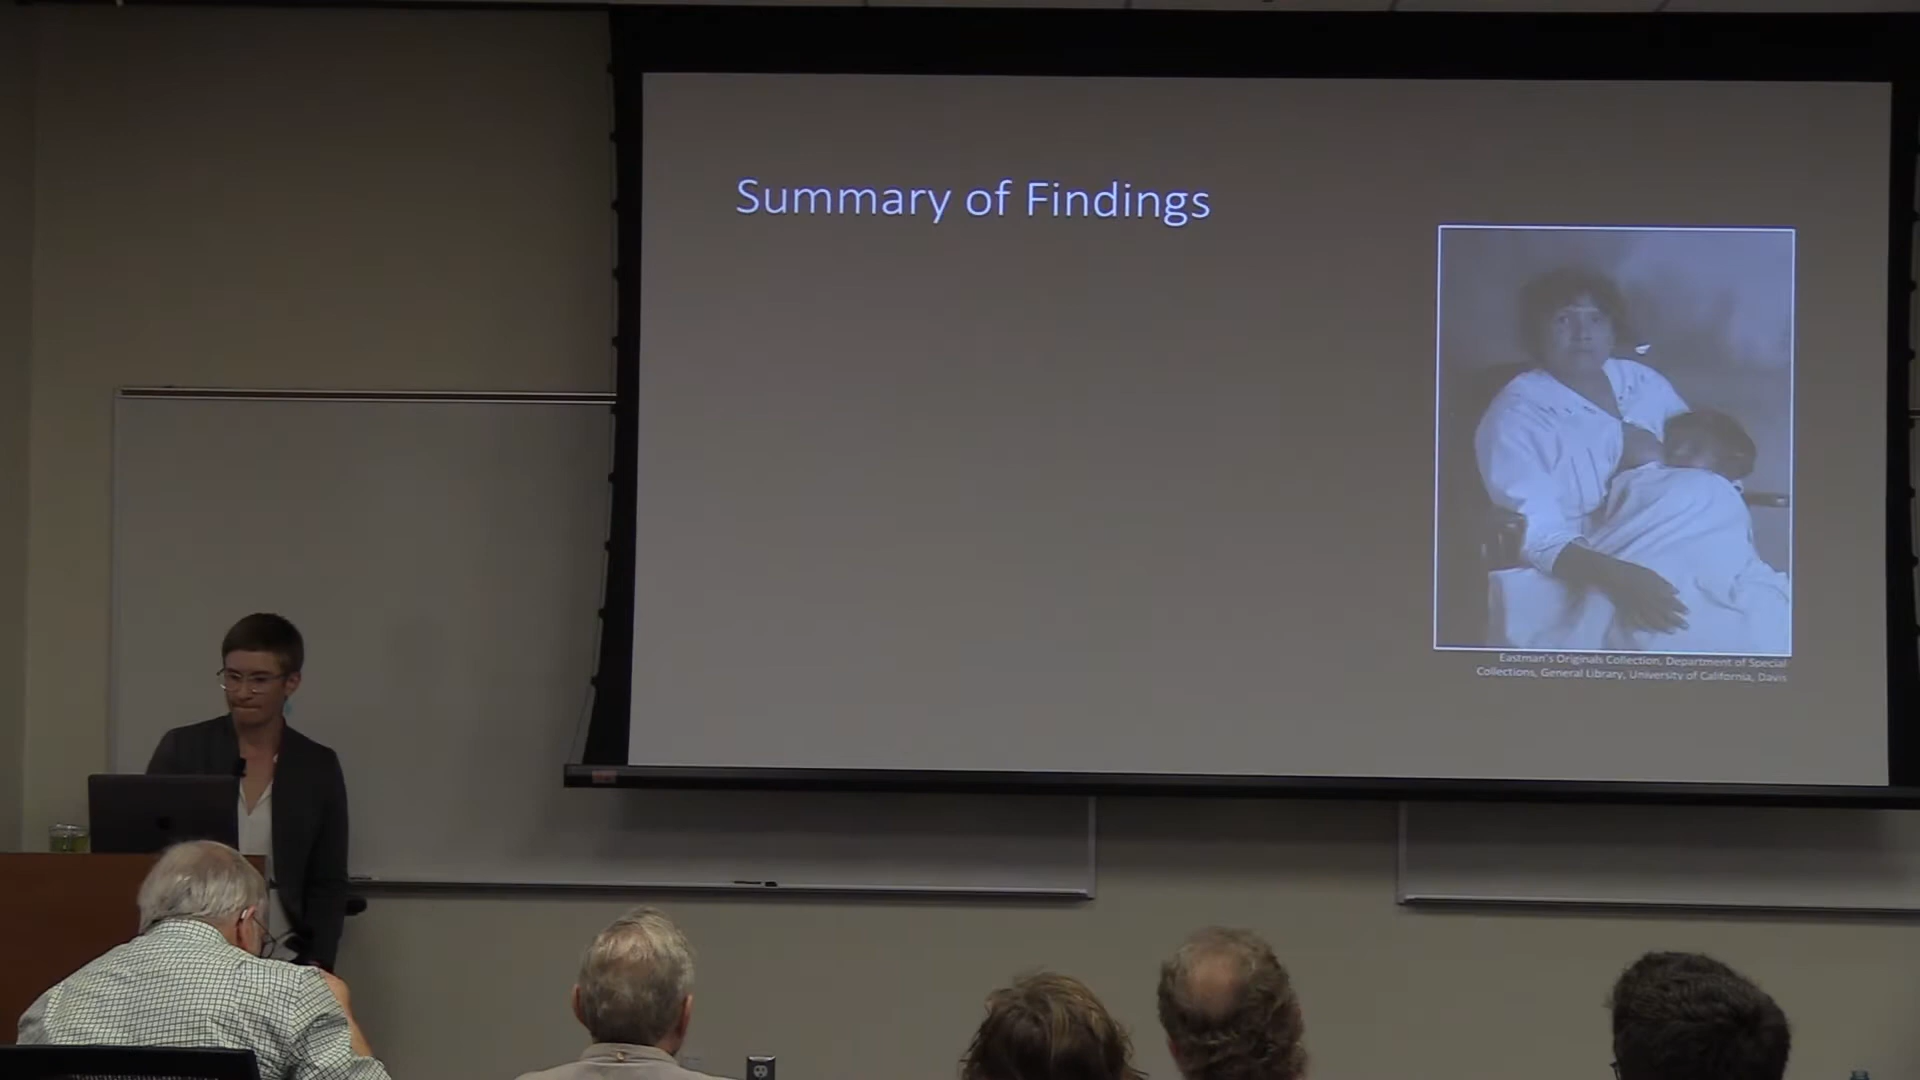 Summary of Findings
Eastman's Originals Collection, Department of Special
Collections, General Library, University of California, Davis